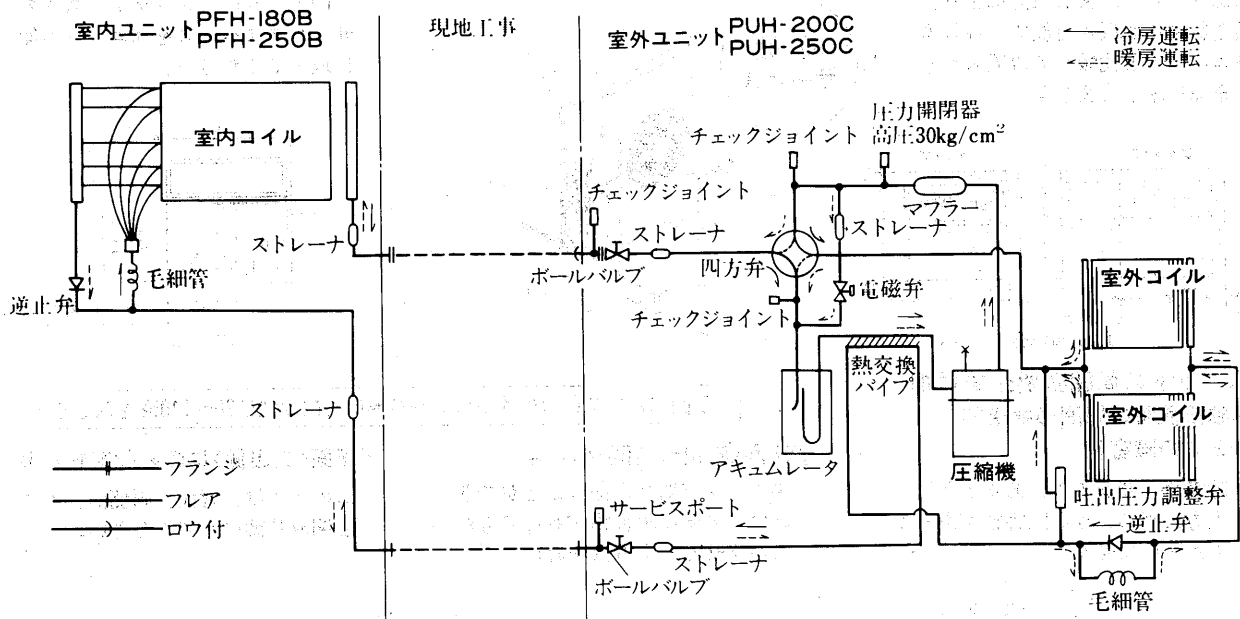 室内ユニット PFH-180B
PFH-250B
現地工事
室外ユニット PUH-200C
PUH-250C
冷房運転
暖房運転
室内コイル
チェックジョイント
圧力開閉器
高圧30kg/cm²
チェックジョイント
マフラー
ストレーナ
ストレーナ
ストレーナ
ボールバルブ
四方弁
室外コイル
毛細管
逆止弁
電磁弁
チェックジョイント
熱交換
パイプ
ストレーナ
室外コイル
アキュムレータ
圧縮機
フランジ
フレア
ロウ付
吐出圧力調整弁
サービスポート
逆止弁
ストレーナ
ボールバルブ
毛細管